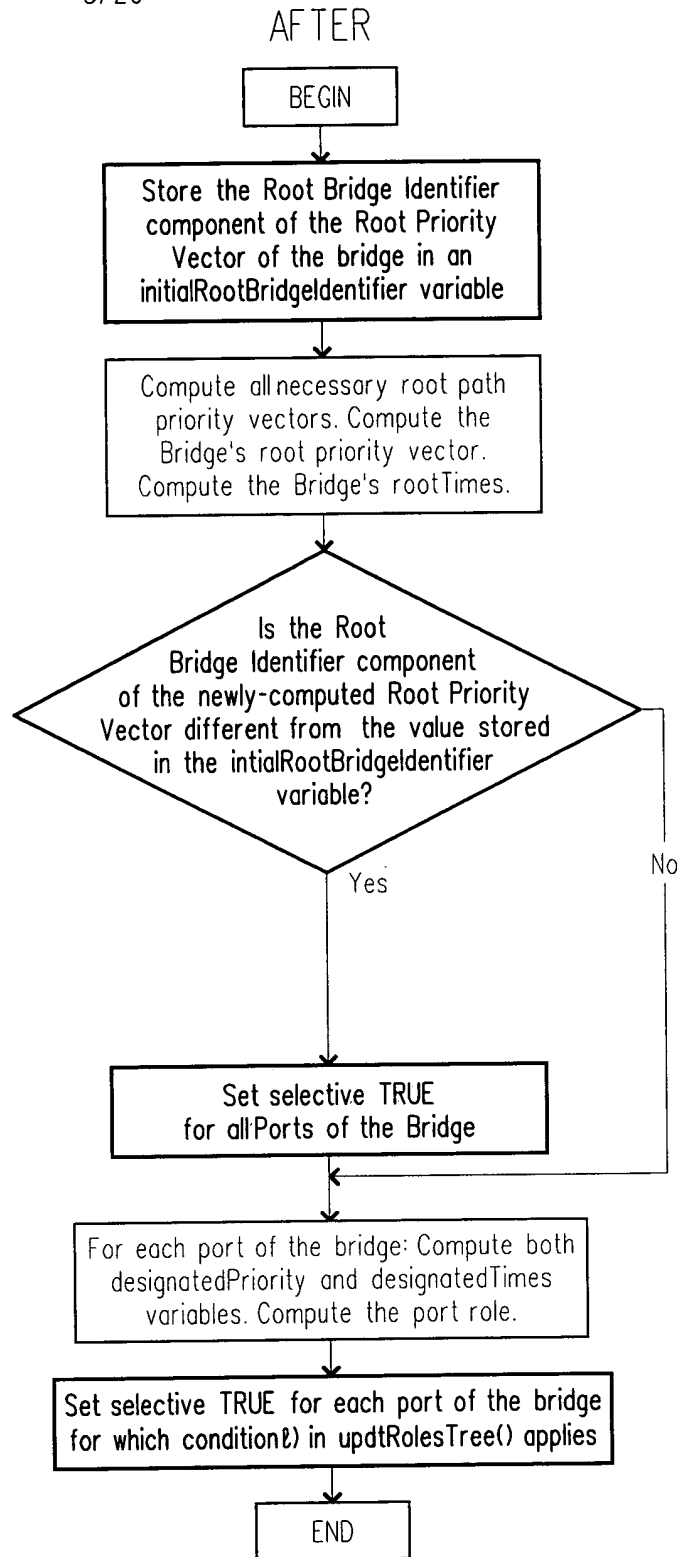 AFTER
BEGIN
Store the Root Bridge Identifier
component of the Root Priority
Vector of the bridge in an
initialRootBridgeIdentifier variable
Compute all necessary root path
priority vectors. Compute the
Bridge's root priority vector.
Compute the Bridge's rootTimes.
Is the Root
Bridge Identifier component
of the newly-computed Root Priority
Vector different from the value stored
in the intialRootBridgeIdentifier
variable?
No
Yes
Set selective TRUE
for all Ports of the Bridge
For each port of the bridge: Compute both
designatedPriority and designatedTimes
variables. Compute the port role.
Set selective TRUE for each port of the bridge
for which condition ℓ) in updtRolesTree() applies
END